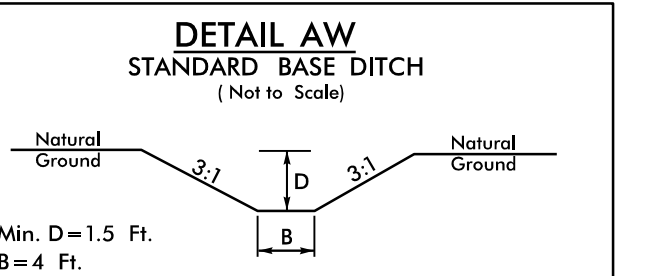 DETAIL AW
STANDARD BASE DITCH
(Not to Scale)
Natural
Ground
3:1
D
3:1
Natural
Ground
B
Min. D=1.5 Ft.
B=4 Ft.